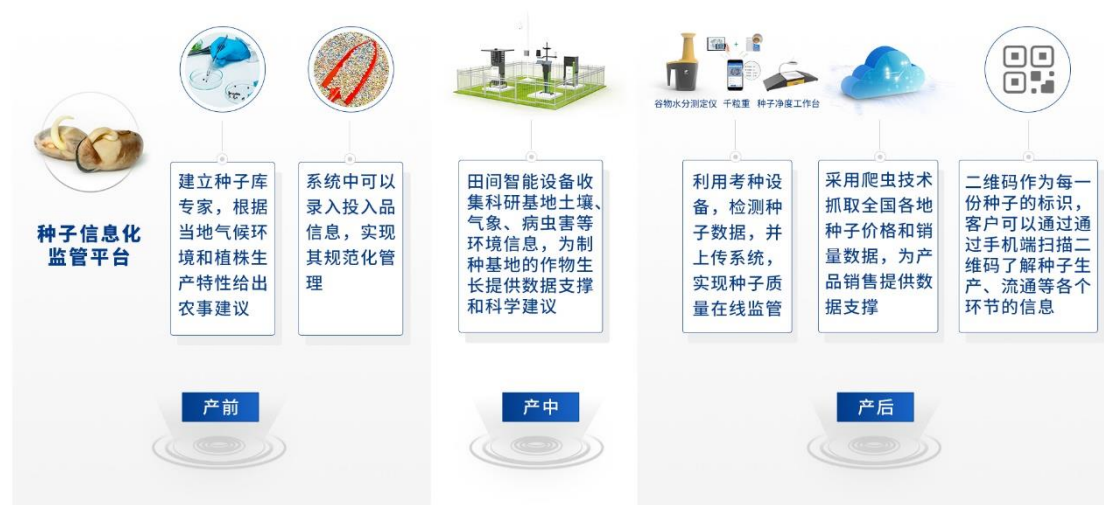 谷物水分测定仪 千粒重 种子净度工作台
种子信息化
监管平台
建立种子库
专家，根据
当地气候环
境和植株生
产特性给出
农事建议
系统中可以
录入投入品
信息，实现
其规范化管
理
田间智能设备收
集科研基地土壤、
气象、病虫害等
环境信息，为制
种基地的作物生
长提供数据支撑
和科学建议
利用考种设
备，检测种
子数据，并
上传系统，
实现种子质
量在线监管
采用爬虫技术
抓取全国各地
种子价格和销
量数据，为产
品销售提供数
据支撑
二维码作为每一
份种子的标识，
客户可以通过通
过手机端扫描二
维码了解种子生
产、流通等各个
环节的信息
产前
产中
产后